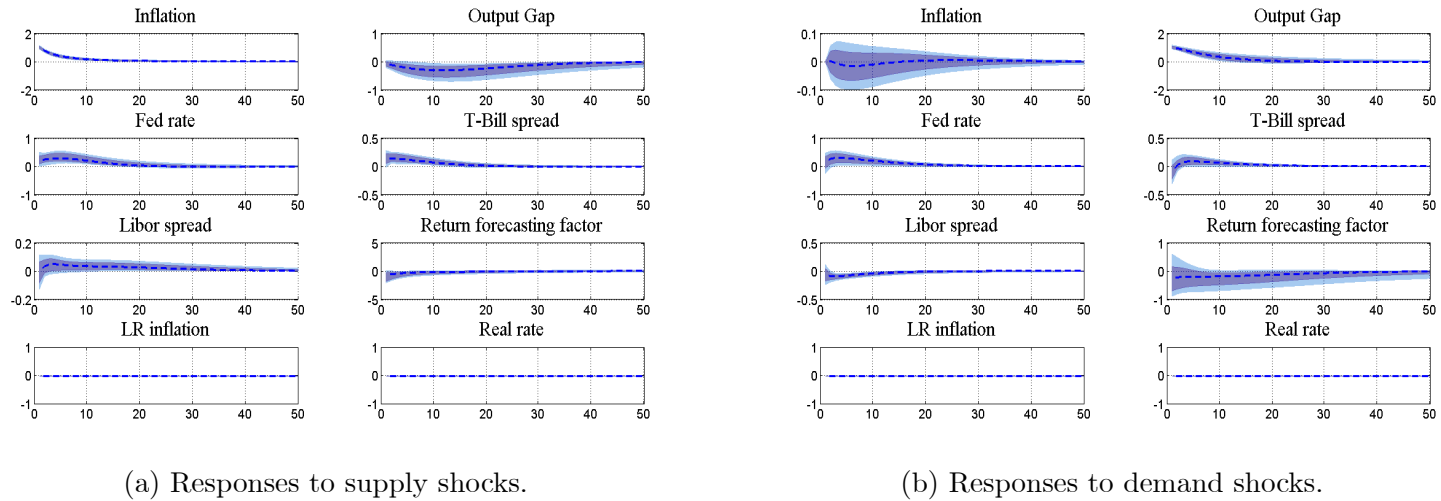 Inflation
2
0
-2
0 10 20 30 40 50
Output Gap
1
0
-1
0 10 20 30 40 50
Fed rate
1
0
-1
0 10 20 30 40 50
T-Bill spread
0.5
0
-0.5
0 10 20 30 40 50
Libor spread
0.2
0
-0.2
0 10 20 30 40 50
Return forecasting factor
5
0
-5
0 10 20 30 40 50
LR inflation
1
0
-1
0 10 20 30 40 50
Real rate
1
0
-1
0 10 20 30 40 50
(a) Responses to supply shocks.
Inflation
0.1
0
-0.1
0 10 20 30 40 50
Output Gap
2
0
-2
0 10 20 30 40 50
Fed rate
1
0
-1
0 10 20 30 40 50
T-Bill spread
0.5
0
-0.5
0 10 20 30 40 50
Libor spread
0.5
0
-0.5
0 10 20 30 40 50
Return forecasting factor
1
0
-1
0 10 20 30 40 50
LR inflation
1
0
-1
0 10 20 30 40 50
Real rate
1
0
-1
0 10 20 30 40 50
(b) Responses to demand shocks.